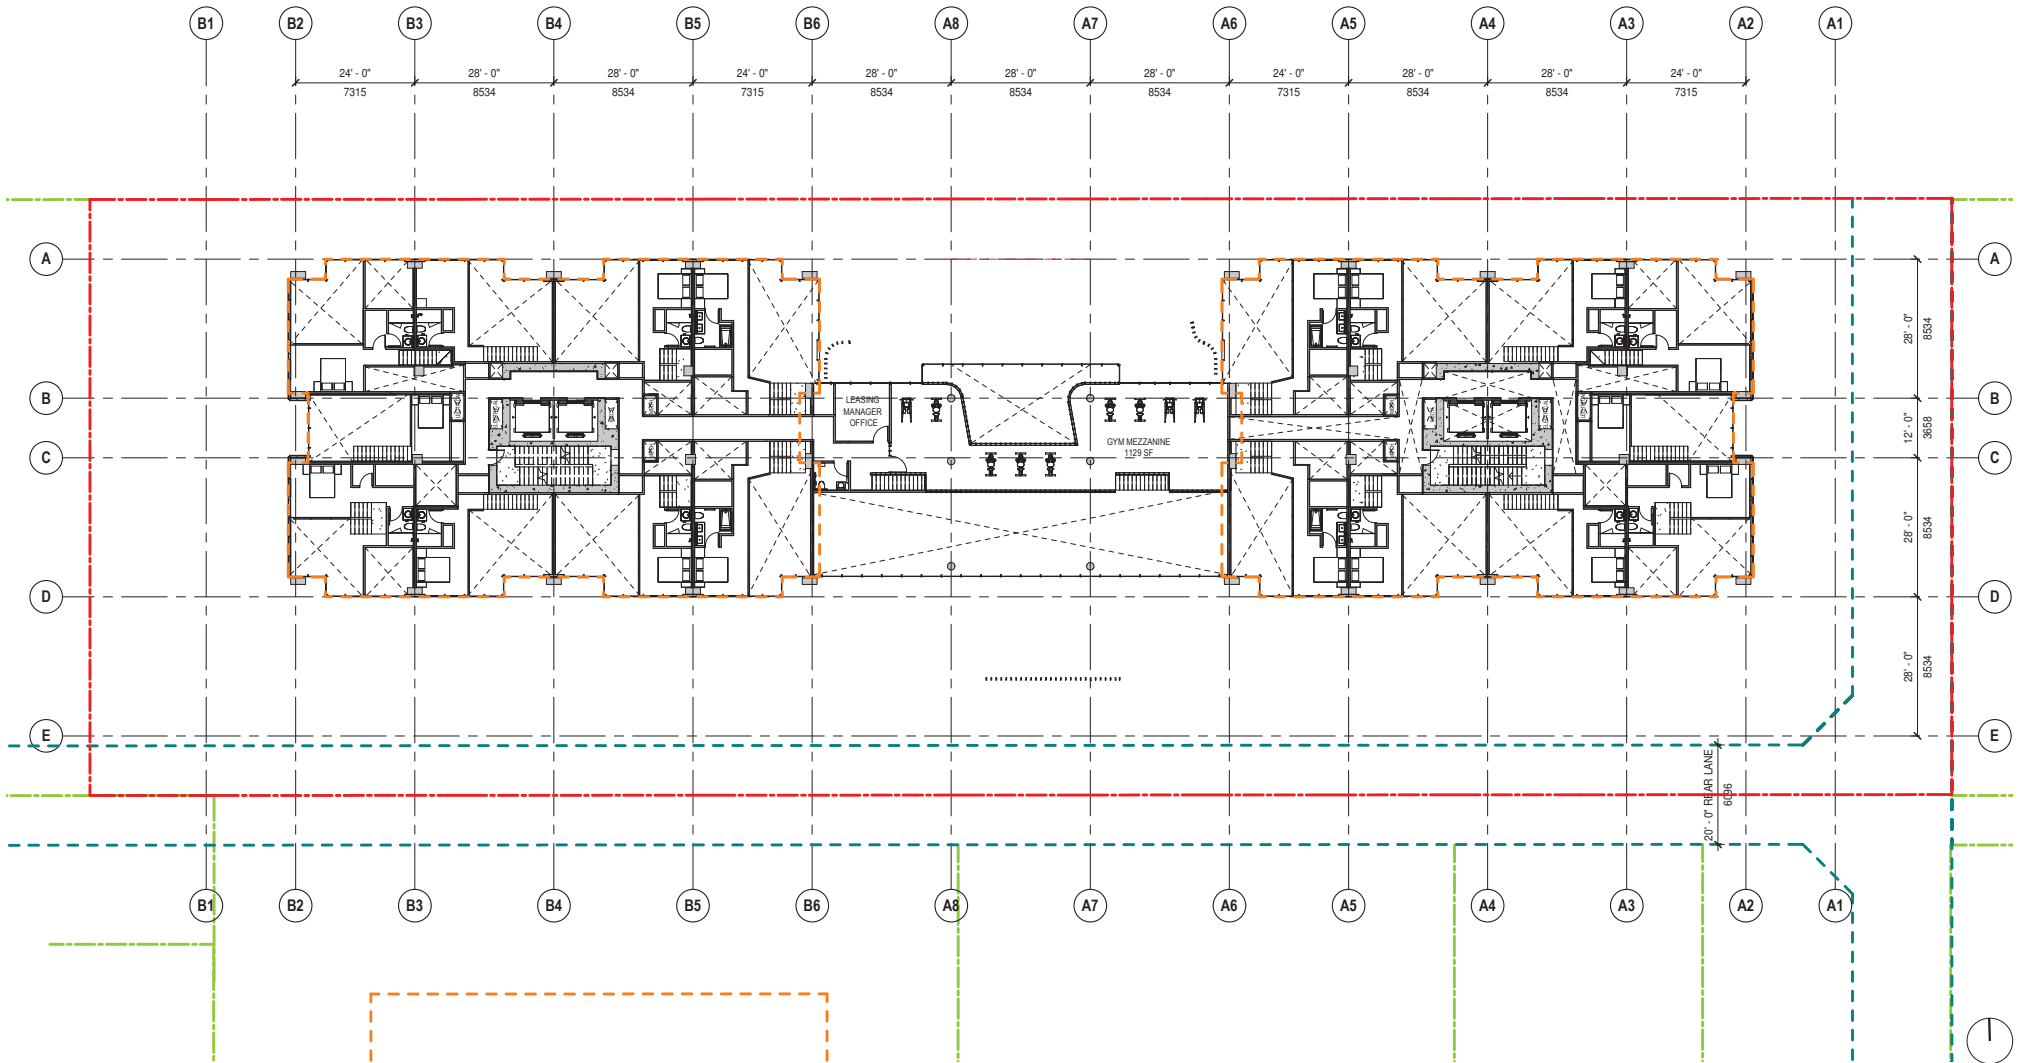 B1 B2 B3 B4 B5 B6 A8 A7 A6 A5 A4 A3 A2 A1
24' - 0" 28' - 0" 28' - 0" 24' - 0" 28' - 0" 28' - 0" 28' - 0" 24' - 0" 28' - 0" 28' - 0" 24' - 0"
7315 8534 8534 7315 8534 8534 8534 7315 8534 8534 7315
A A
28' - 0"
8534
B B
LEASING
MANAGER
OFFICE
12' - 0"
3658
GYM MEZZANINE
1129 SF
C C
28' - 0"
8534
D D
28' - 0"
8534
E E
20' - 0" REAR LANE
6096
B1 B2 B3 B4 B5 B6 A8 A7 A6 A5 A4 A3 A2 A1